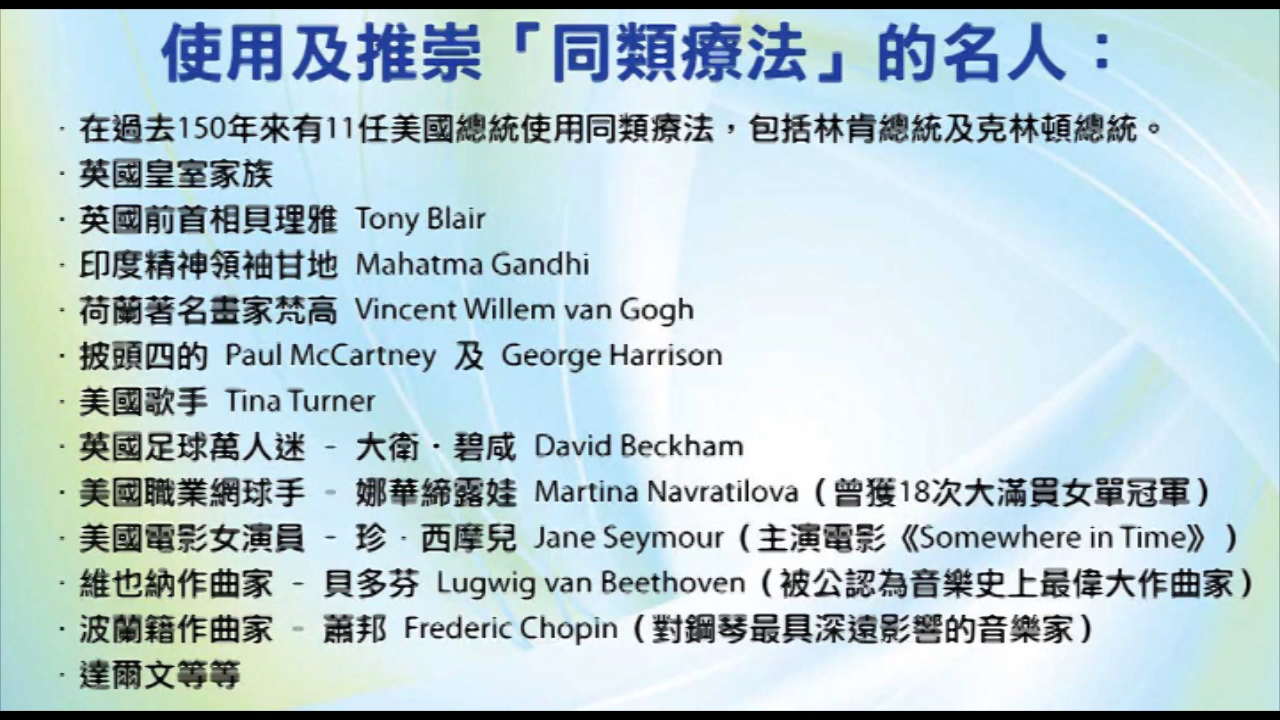 使用及推崇「同類療法」的名人：
· 在過去150年來有11任美國總統使用同類療法，包括林肯總統及克林頓總統。
· 英國皇室家族
· 英國前首相貝理雅 Tony Blair
· 印度精神領袖甘地 Mahatma Gandhi
· 荷蘭著名畫家梵高 Vincent Willem van Gogh
· 披頭四的 Paul McCartney 及 George Harrison
· 美國歌手 Tina Turner
· 英國足球萬人迷 - 大衛·碧咸 David Beckham
· 美國職業網球手 - 娜華締露娃 Martina Navratilova（曾獲18次大滿貫女單冠軍）
· 美國電影女演員 - 珍·西摩兒 Jane Seymour（主演電影《Somewhere in Time》）
· 維也納作曲家 - 貝多芬 Lugwig van Beethoven（被公認為音樂史上最偉大作曲家）
· 波蘭籍作曲家 - 蕭邦 Frederic Chopin（對鋼琴最具深遠影響的音樂家）
· 達爾文等等